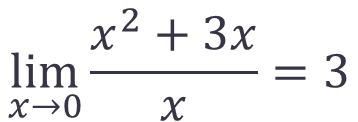 lim x→0 (x² + 3x)/x = 3